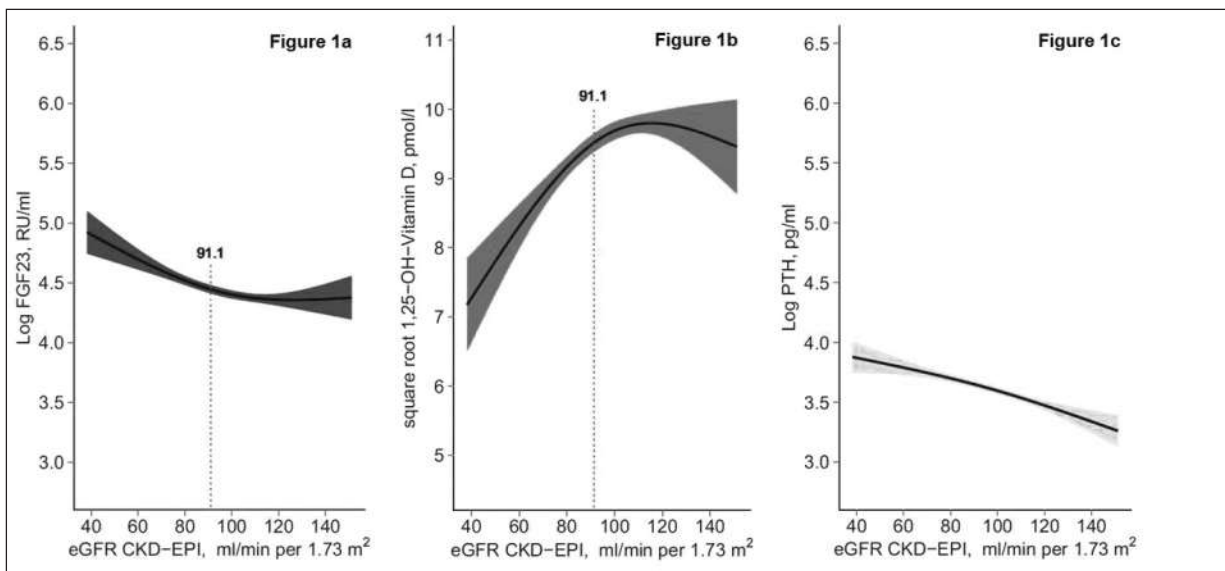 Figure 1a
6.5
6.0
5.5
5.0
4.5
4.0
3.5
3.0
Log FGF23, RU/ml
91.1
40 60 80 100 120 140
eGFR CKD−EPI, ml/min per 1.73 m²
Figure 1b
11
10
9
8
7
6
5
square root 1,25−OH−Vitamin D, pmol/l
91.1
40 60 80 100 120 140
eGFR CKD−EPI, ml/min per 1.73 m²
Figure 1c
6.5
6.0
5.5
5.0
4.5
4.0
3.5
3.0
Log PTH, pg/ml
40 60 80 100 120 140
eGFR CKD−EPI, ml/min per 1.73 m²